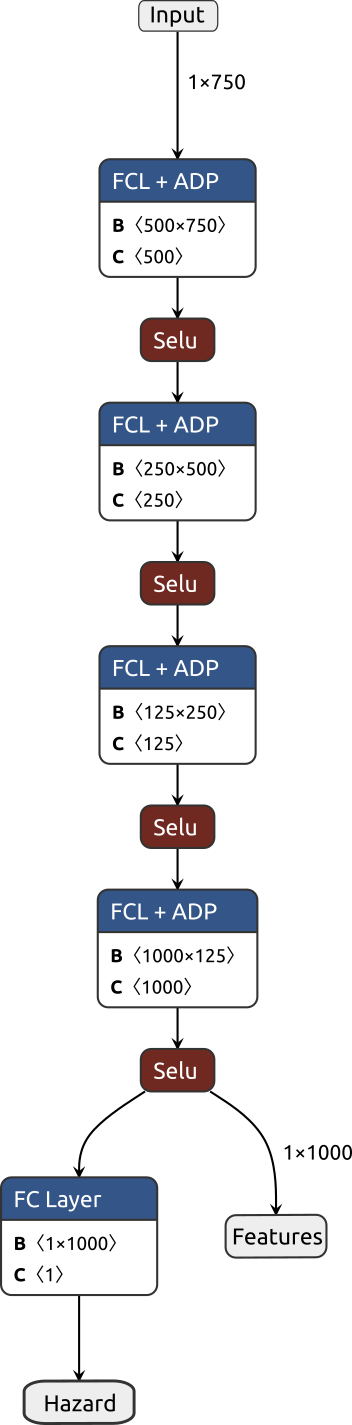 Input
1×750
FCL + ADP
B〈500×750〉
C〈500〉
Selu
FCL + ADP
B〈250×500〉
C〈250〉
Selu
FCL + ADP
B〈125×250〉
C〈125〉
Selu
FCL + ADP
B〈1000×125〉
C〈1000〉
Selu
1×1000
FC Layer
B〈1×1000〉
C〈1〉
Features
Hazard